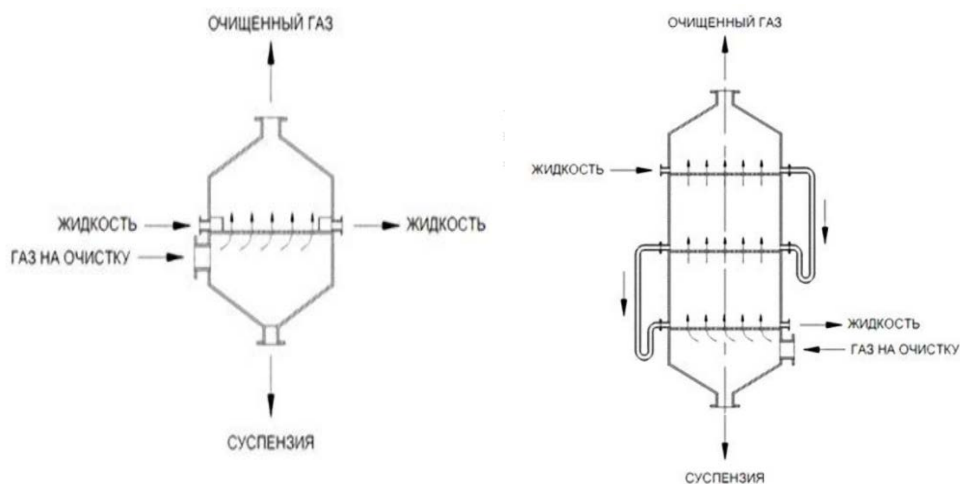 ОЧИЩЕННЫЙ ГАЗ
ЖИДКОСТЬ
ЖИДКОСТЬ
ГАЗ НА ОЧИСТКУ
СУСПЕНЗИЯ
ОЧИЩЕННЫЙ ГАЗ
ЖИДКОСТЬ
ЖИДКОСТЬ
ГАЗ НА ОЧИСТКУ
СУСПЕНЗИЯ